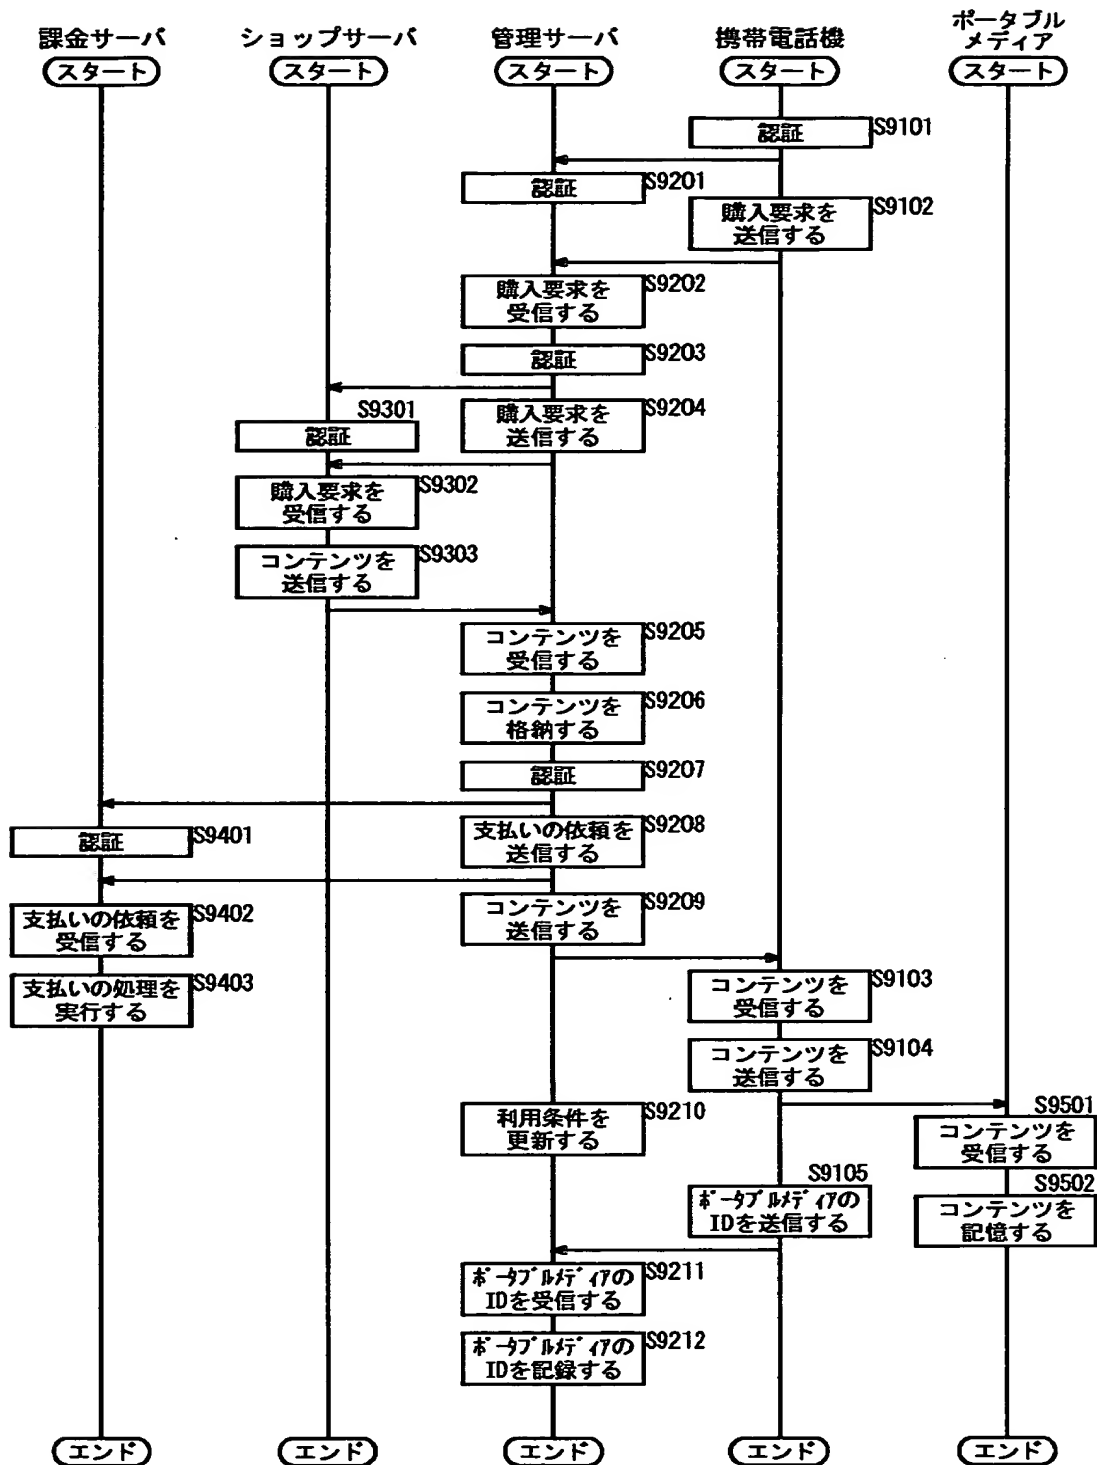 課金サーバ
ショップサーバ
管理サーバ
携帯電話機
ポータブル
メディア
スタート
スタート
スタート
スタート
スタート
認証
S9101
認証
S9201
購入要求を
送信する
S9102
購入要求を
受信する
S9202
認証
S9203
購入要求を
送信する
S9204
S9301
認証
購入要求を
受信する
S9302
コンテンツを
送信する
S9303
コンテンツを
受信する
S9205
コンテンツを
格納する
S9206
認証
S9207
支払いの依頼を
送信する
S9208
認証
S9401
コンテンツを
送信する
S9209
支払いの依頼を
受信する
S9402
支払いの処理を
実行する
S9403
コンテンツを
受信する
S9103
コンテンツを
送信する
S9104
利用条件を
更新する
S9210
S9501
コンテンツを
受信する
S9105
ポータブルメディアの
IDを送信する
S9502
コンテンツを
記憶する
ポータブルメディアの
IDを受信する
S9211
ポータブルメディアの
IDを記録する
S9212
エンド
エンド
エンド
エンド
エンド